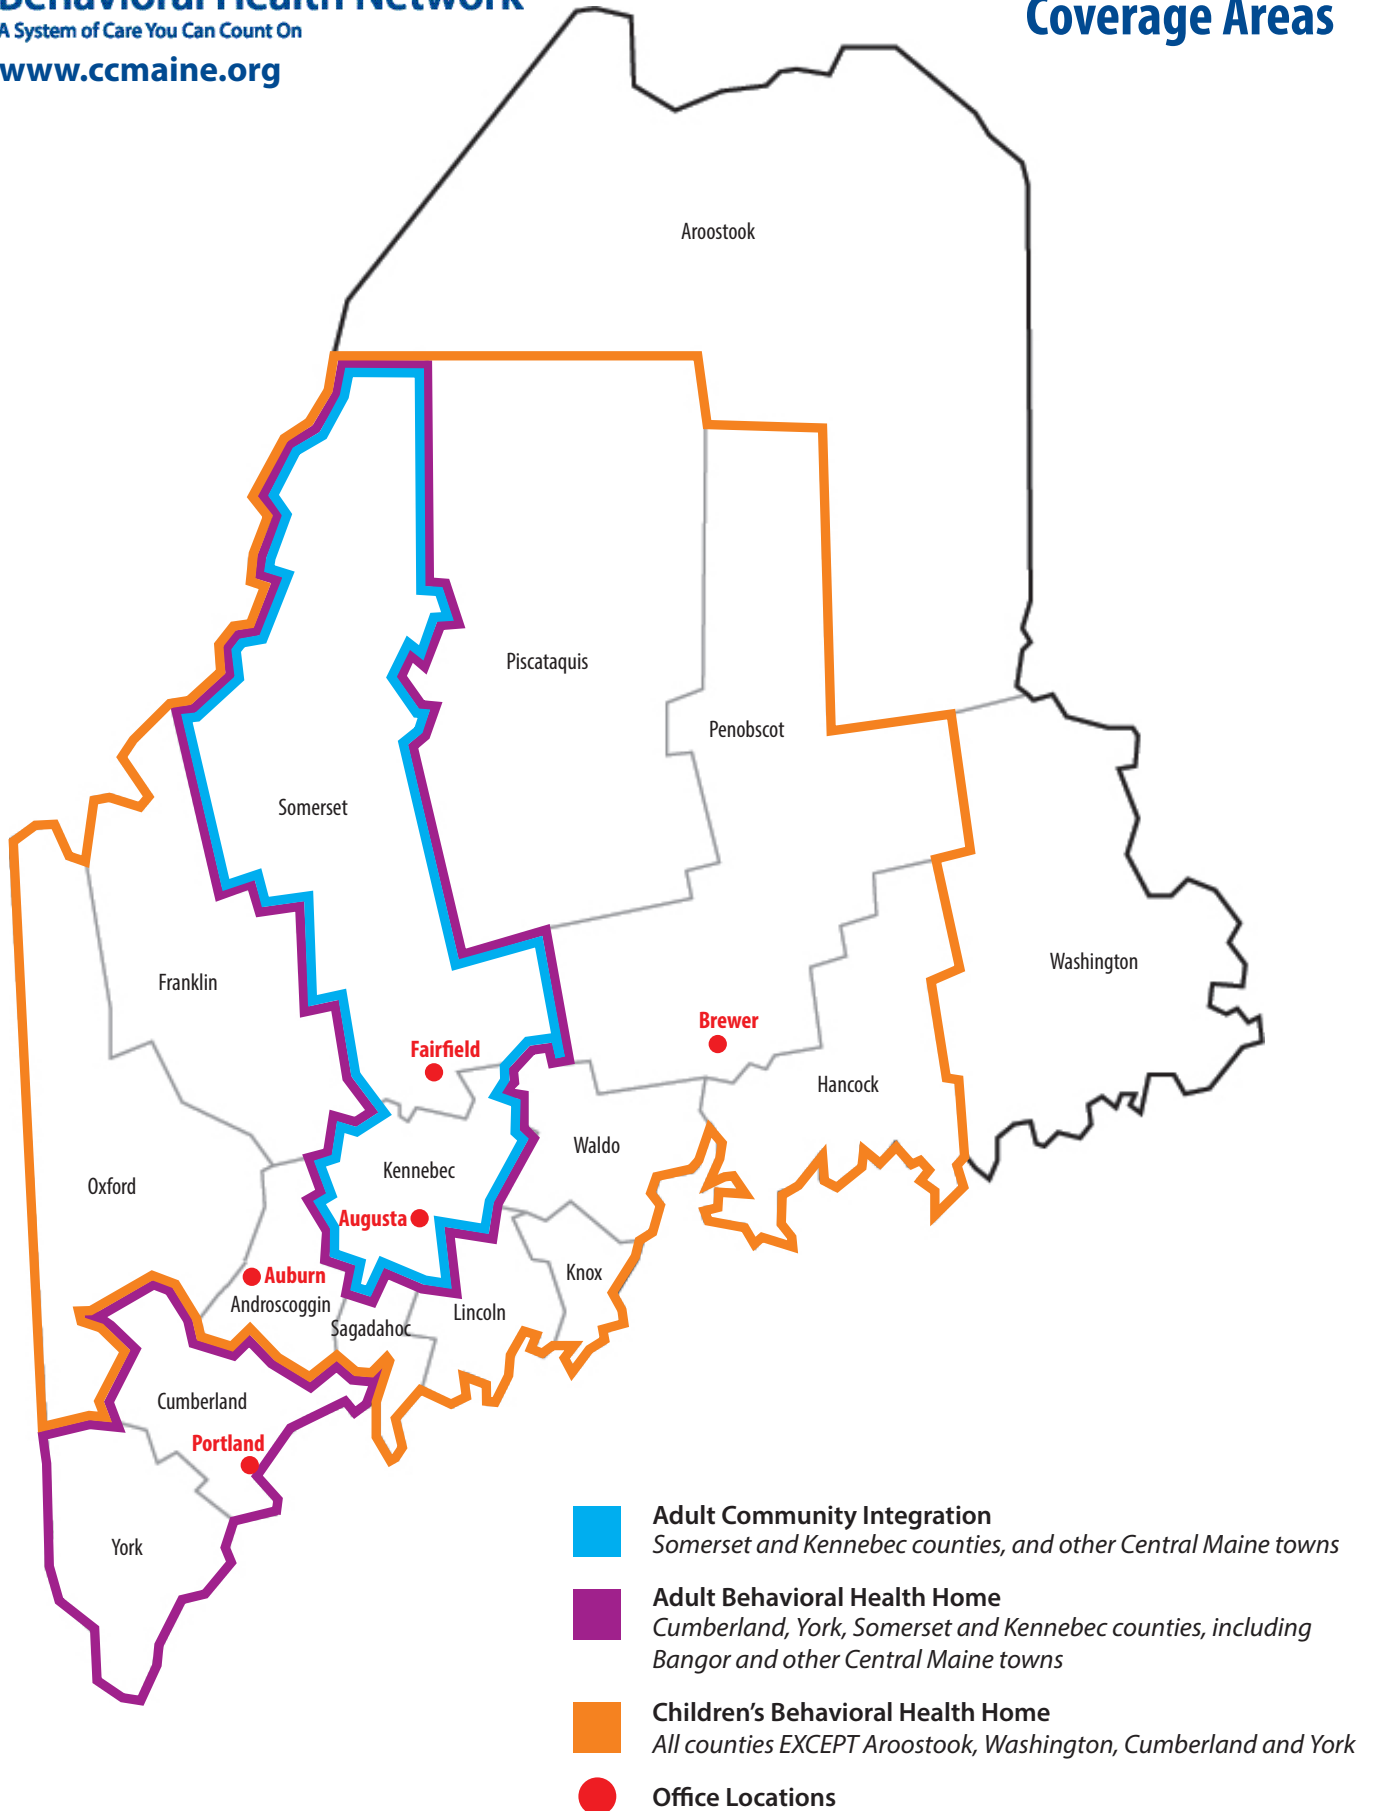 Behavioral Health Network
A System of Care You Can Count On
www.ccmaine.org
Coverage Areas
Aroostook
Piscataquis
Penobscot
Somerset
Franklin
Washington
Brewer
Fairfield
Hancock
Waldo
Kennebec
Oxford
Augusta
Knox
Auburn
Androscoggin
Lincoln
Sagadahoc
Cumberland
Portland
York
Adult Community Integration
Somerset and Kennebec counties, and other Central Maine towns
Adult Behavioral Health Home
Cumberland, York, Somerset and Kennebec counties, including
Bangor and other Central Maine towns
Children’s Behavioral Health Home
All counties EXCEPT Aroostook, Washington, Cumberland and York
Office Locations